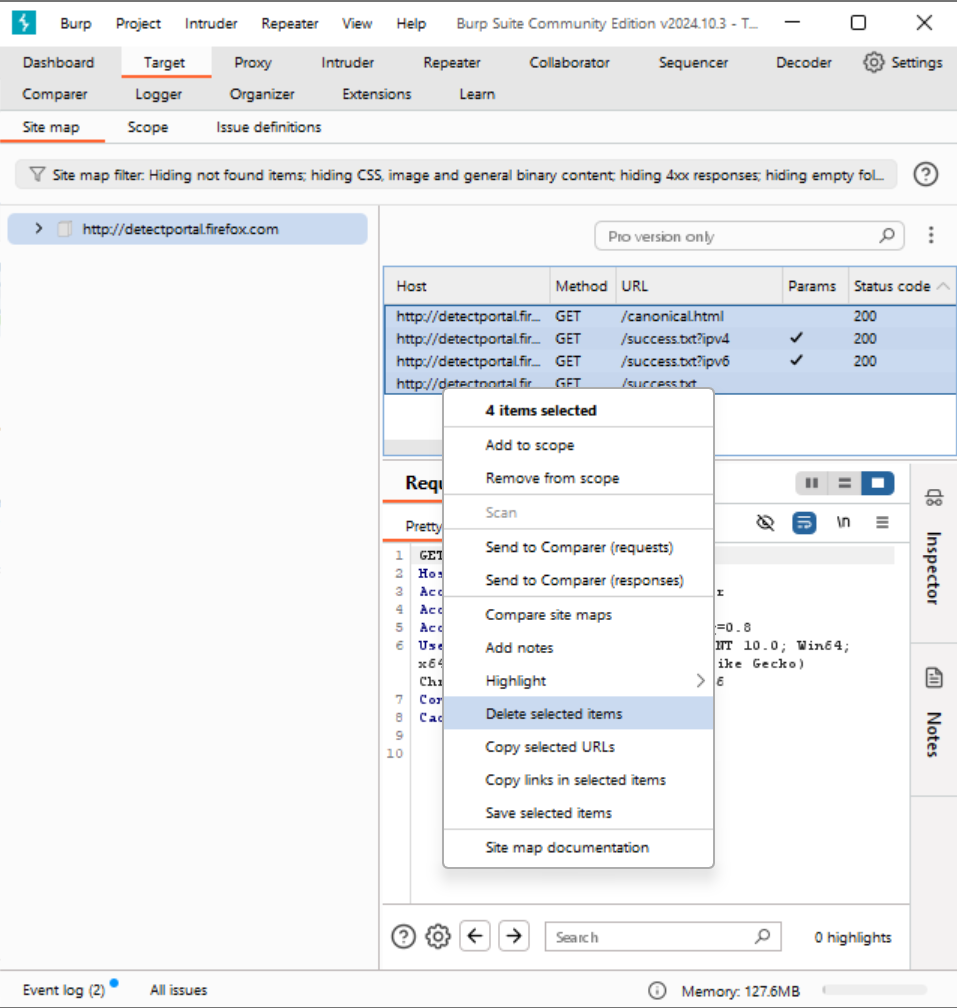 Burp Project Intruder Repeater View Help Burp Suite Community Edition v2024.10.3 - T...
Dashboard Target Proxy Intruder Repeater Collaborator Sequencer Decoder Settings
Comparer Logger Organizer Extensions Learn
Site map Scope Issue definitions
Site map filter: Hiding not found items; hiding CSS, image and general binary content; hiding 4xx responses; hiding empty fol...
http://detectportal.firefox.com
Pro version only
Host Method URL Params Status code
http://detectportal.fir... GET /canonical.html 200
http://detectportal.fir... GET /success.txt?ipv4 ✓ 200
http://detectportal.fir... GET /success.txt?ipv6 ✓ 200
http://detectportal.fir... GET /success.txt
4 items selected
Add to scope
Remove from scope
Scan
Send to Comparer (requests)
Send to Comparer (responses)
Compare site maps
Add notes
Highlight
Delete selected items
Copy selected URLs
Copy links in selected items
Save selected items
Site map documentation
Requ
Pretty
\n
1 GET
2 Hos
3 Acc r
4 Acc
5 Acc =0.8
6 Use NT 10.0; Win64;
x64 ike Gecko)
Chr 6
7 Con
8 Cac
9
10
Inspector
Notes
Search
0 highlights
Event log (2) All issues Memory: 127.6MB